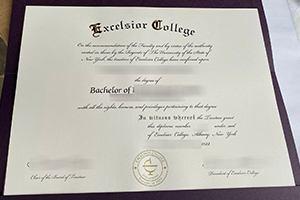 Excelsior College
On the recommendation of the Faculty and by virtue of the authority
vested in them by the Regents of The University of the State of
New York, the trustees of Excelsior College have conferred upon
the degree of
Bachelor of
with all the rights, honors, and privileges pertaining to that degree
In witness whereof the Trustees grant
this diploma number under and
of Excelsior College, Albany, New York
Chair of the Board of Trustees
President of Excelsior College